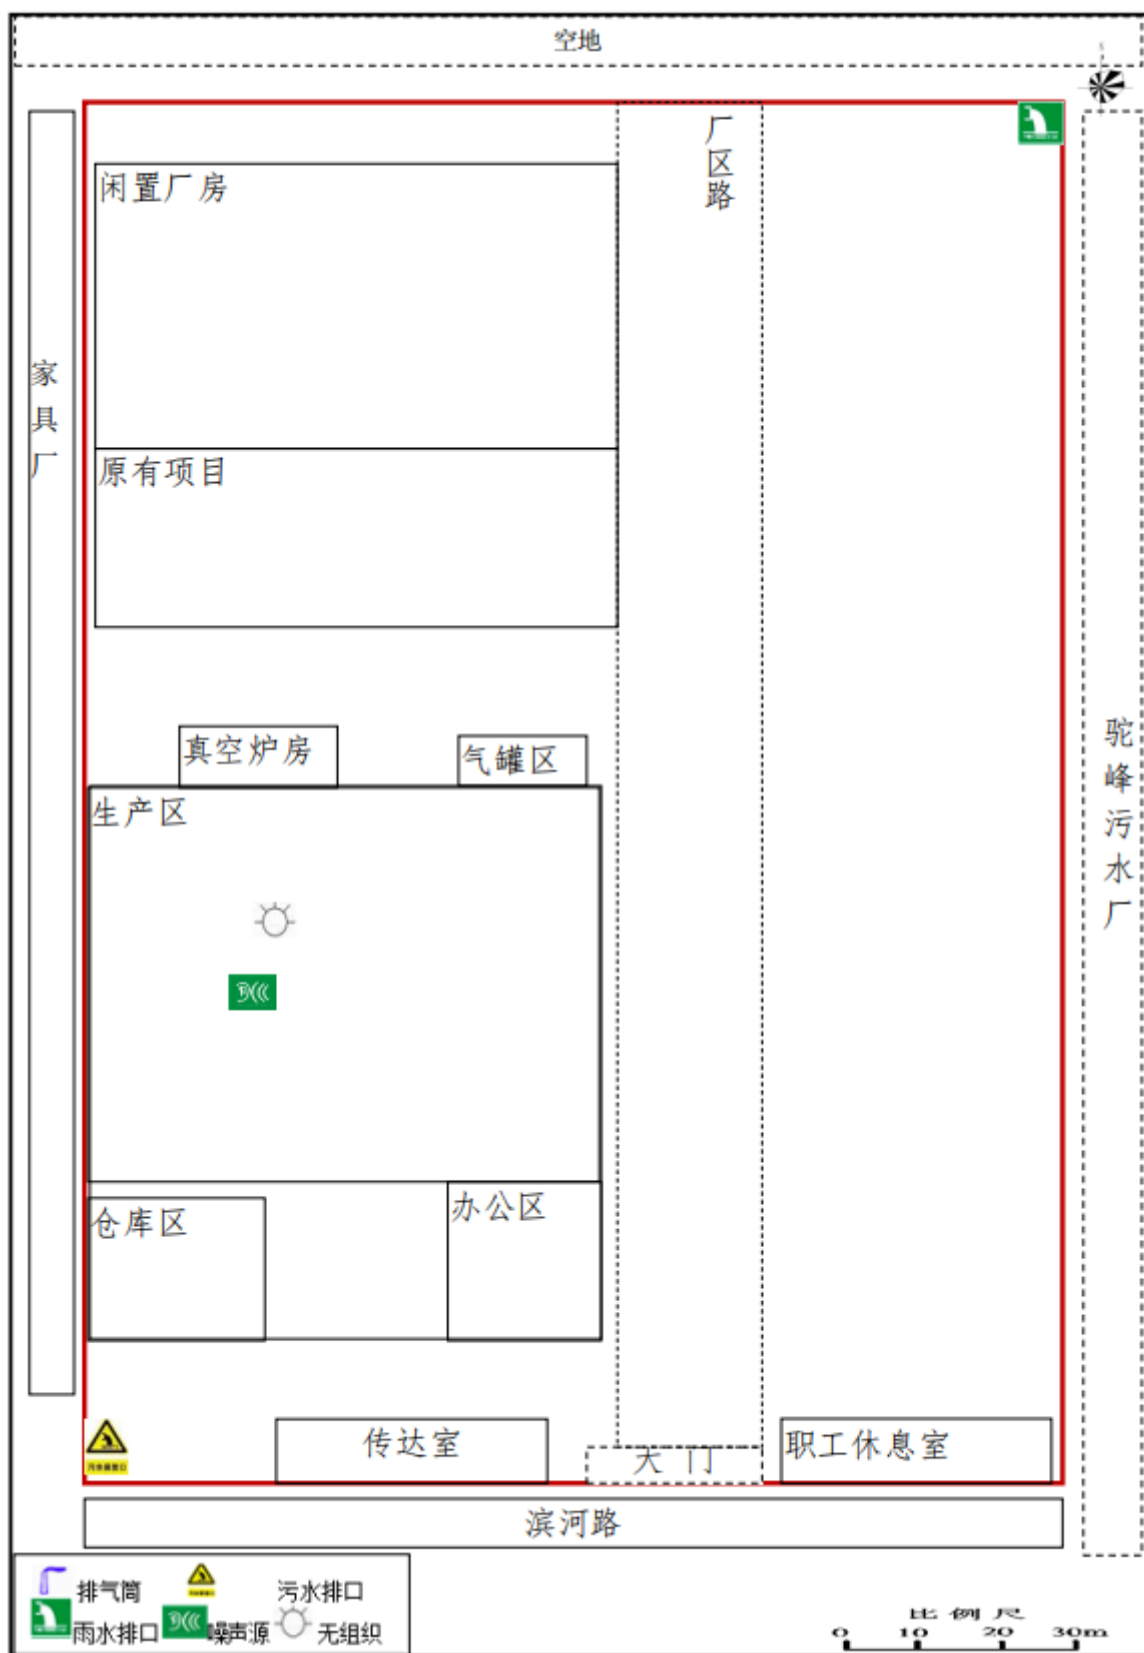 空地
厂区路
闲置厂房
家具厂
原有项目
真空炉房
气罐区
生产区
驼峰污水厂
仓库区
办公区
传达室
大 门
职工休息室
滨河路
排气筒
污水排口
雨水排口
噪声源
无组织
比 例 尺
0 10 20 30m